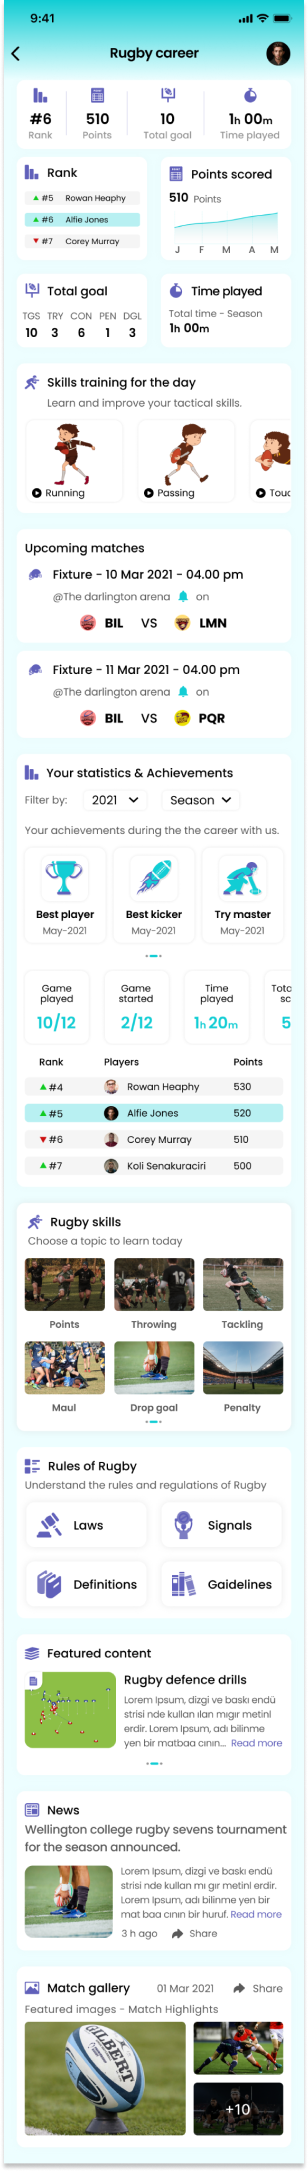 9:41
Rugby career
#6 510 10 1h 00m
Rank Points Total goal Time played
Rank
#5 Rowan Heaphy
#6 Alfie Jones
#7 Corey Murray
Points scored
510 Points
J F M A M
Total goal
TGS TRY CON PEN DGL
10 3 6 1 3
Time played
Total time - Season
1h 00m
Skills training for the day
Learn and improve your tactical skills.
Running Passing Touc
Upcoming matches
Fixture - 10 Mar 2021 - 04.00 pm
@The darlington arena on
BIL VS LMN
Fixture - 11 Mar 2021 - 04.00 pm
@The darlington arena on
BIL VS PQR
Your statistics & Achievements
Filter by: 2021 Season
Your achievements during the the career with us.
Best player Best kicker Try master
May-2021 May-2021 May-2021
Game played Game started Time played Tota sc
10/12 2/12 1h 20m 5
Rank Players Points
#4 Rowan Heaphy 530
#5 Alfie Jones 520
#6 Corey Murray 510
#7 Koli Senakuraciri 500
Rugby skills
Choose a topic to learn today
Points Throwing Tackling
Maul Drop goal Penalty
Rules of Rugby
Understand the rules and regulations of Rugby
Laws Signals
Definitions Gaidelines
Featured content
Rugby defence drills
Lorem Ipsum, dizgi ve baskı endü
strisi nde kullan ılan mıgır metinl
erdir. Lorem Ipsum, adı bilinme
yen bir matbaa cının... Read more
News
Wellington college rugby sevens tournament
for the season announced.
Lorem Ipsum, dizgi ve baskı endü
strisi nde kullan mı gır metinl erdir.
Lorem Ipsum, adı bilinme yen bir
mat baa cının bir huruf. Read more
3 h ago Share
Match gallery 01 Mar 2021 Share
Featured images - Match Highlights
GILBERT
+10